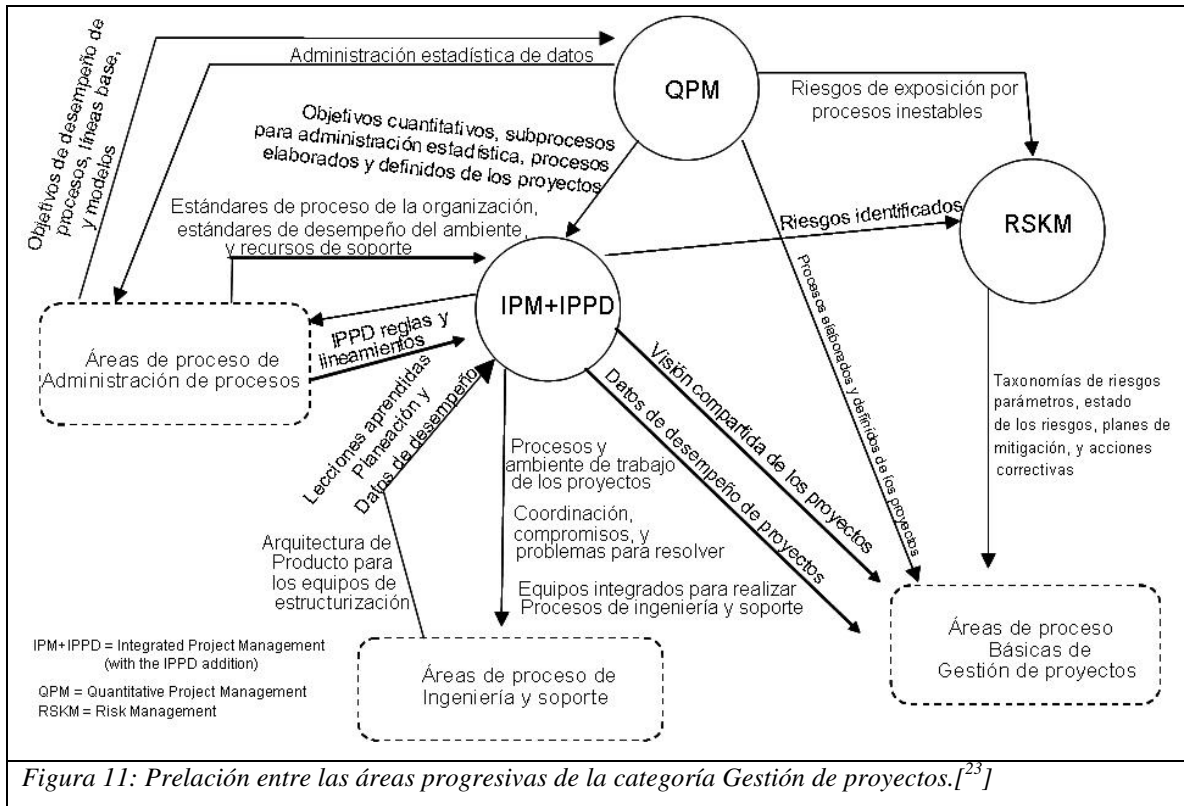 Objetivos de desempeño de
procesos, líneas base,
y modelos
Administración estadística de datos
QPM
Riesgos de exposición por
procesos inestables
Objetivos cuantitativos, subprocesos
para administración estadística, procesos
elaborados y definidos de los proyectos
Estándares de proceso de la organización,
estándares de desempeño del ambiente,
y recursos de soporte
Riesgos identificados
RSKM
IPM+IPPD
Procesos elaborados y definidos de los proyectos
IPPD reglas y
lineamientos
Áreas de proceso de
Administración de procesos
Lecciones aprendidas
Planeación y
Datos de desempeño
Visión compartida de los proyectos
Datos de desempeño de proyectos
Taxonomías de riesgos
parámetros, estado
de los riesgos, planes de
mitigación, y acciones
correctivas
Procesos y
ambiente de trabajo
de los proyectos
Coordinación,
compromisos, y
problemas para resolver
Arquitectura de
Producto para
los equipos de
estructurización
Equipos integrados para realizar
Procesos de ingeniería y soporte
Áreas de proceso
Básicas de
Gestión de proyectos
Áreas de proceso de
Ingeniería y soporte
IPM+IPPD = Integrated Project Management
(with the IPPD addition)
QPM = Quantitative Project Management
RSKM = Risk Management
Figura 11: Prelación entre las áreas progresivas de la categoría Gestión de proyectos.[23]